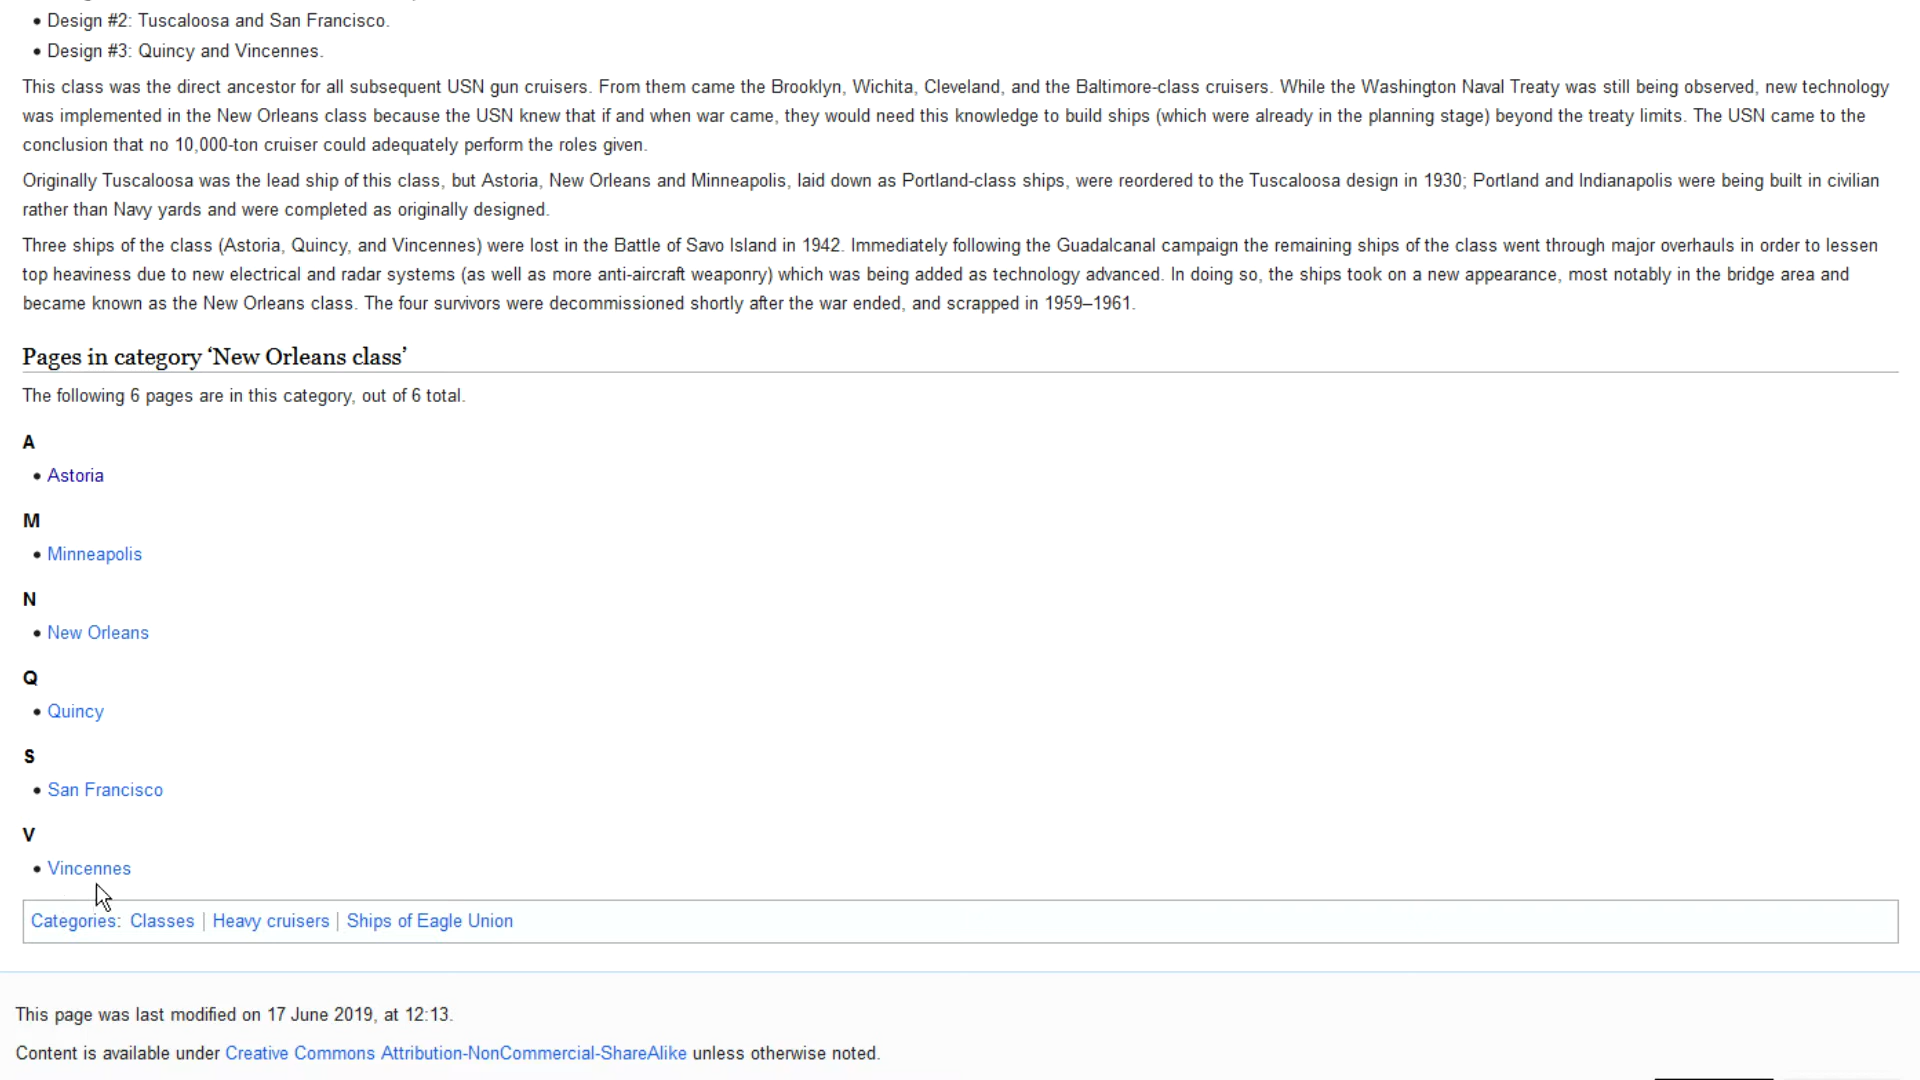 • Design #2: Tuscaloosa and San Francisco.
• Design #3: Quincy and Vincennes.
This class was the direct ancestor for all subsequent USN gun cruisers. From them came the Brooklyn, Wichita, Cleveland, and the Baltimore-class cruisers. While the Washington Naval Treaty was still being observed, new technology
was implemented in the New Orleans class because the USN knew that if and when war came, they would need this knowledge to build ships (which were already in the planning stage) beyond the treaty limits. The USN came to the
conclusion that no 10,000-ton cruiser could adequately perform the roles given.
Originally Tuscaloosa was the lead ship of this class, but Astoria, New Orleans and Minneapolis, laid down as Portland-class ships, were reordered to the Tuscaloosa design in 1930; Portland and Indianapolis were being built in civilian
rather than Navy yards and were completed as originally designed.
Three ships of the class (Astoria, Quincy, and Vincennes) were lost in the Battle of Savo Island in 1942. Immediately following the Guadalcanal campaign the remaining ships of the class went through major overhauls in order to lessen
top heaviness due to new electrical and radar systems (as well as more anti-aircraft weaponry) which was being added as technology advanced. In doing so, the ships took on a new appearance, most notably in the bridge area and
became known as the New Orleans class. The four survivors were decommissioned shortly after the war ended, and scrapped in 1959–1961.
Pages in category ‘New Orleans class’
The following 6 pages are in this category, out of 6 total.
A
• Astoria
M
• Minneapolis
N
• New Orleans
Q
• Quincy
S
• San Francisco
V
• Vincennes
Categories: Classes | Heavy cruisers | Ships of Eagle Union
This page was last modified on 17 June 2019, at 12:13.
Content is available under Creative Commons Attribution-NonCommercial-ShareAlike unless otherwise noted.